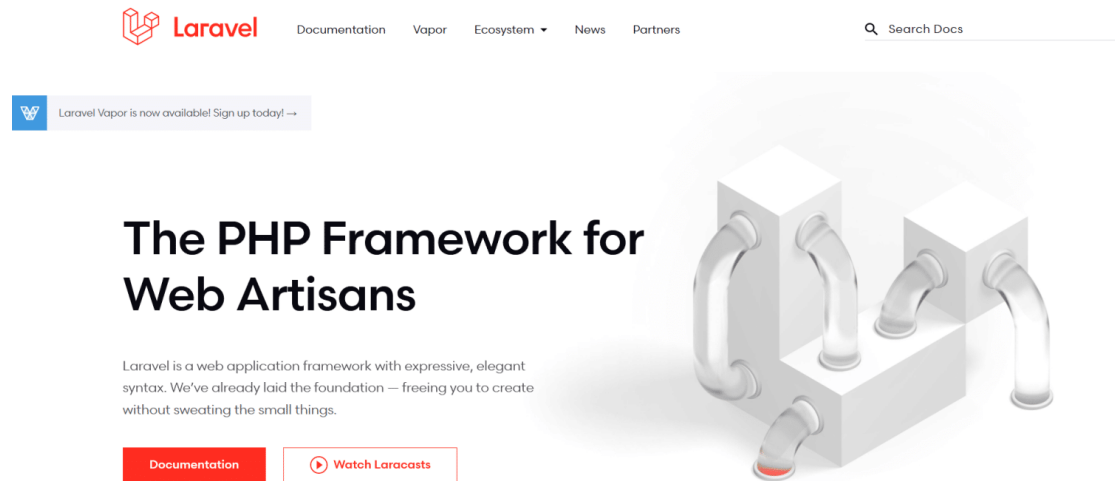 Laravel Documentation Vapor Ecosystem News Partners Search Docs
Laravel Vapor is now available! Sign up today! →
The PHP Framework for
Web Artisans
Laravel is a web application framework with expressive, elegant
syntax. We’ve already laid the foundation — freeing you to create
without sweating the small things.
Documentation Watch Laracasts